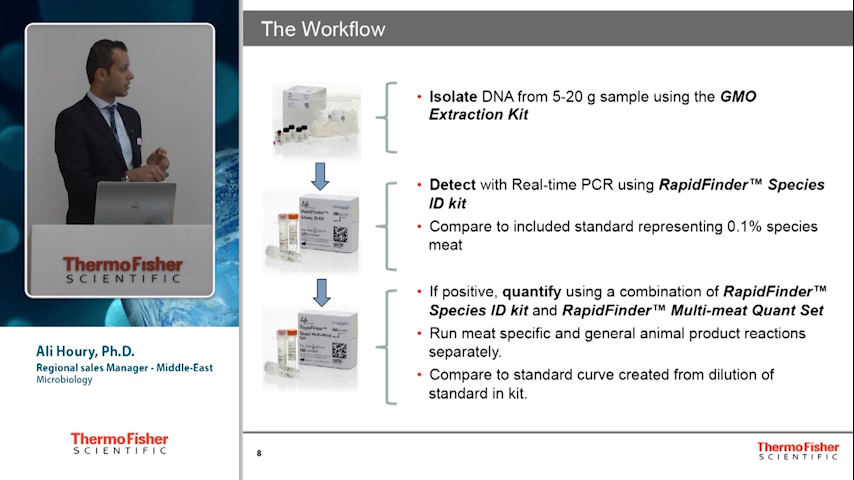 The Workflow
• Isolate DNA from 5-20 g sample using the GMO
Extraction Kit
• Detect with Real-time PCR using RapidFinder™ Species
ID kit
• Compare to included standard representing 0.1% species
meat
• If positive, quantify using a combination of RapidFinder™
Species ID kit and RapidFinder™ Multi-meat Quant Set
• Run meat specific and general animal product reactions
separately.
• Compare to standard curve created from dilution of
standard in kit.
ThermoFisher
SCIENTIFIC
Ali Houry, Ph.D.
Regional sales Manager - Middle-East
Microbiology
ThermoFisher
SCIENTIFIC
8
ThermoFisher
SCIENTIFIC